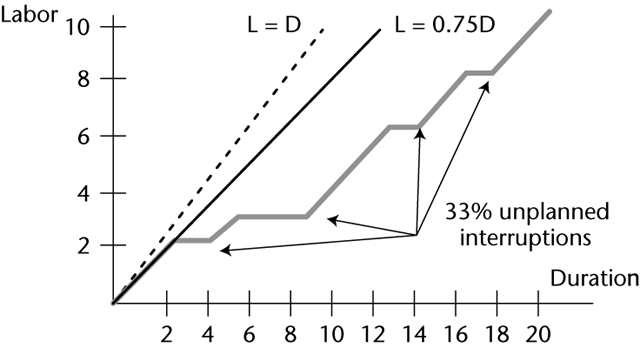 Labor
10
L = D
L = 0.75D
8
6
4
33% unplanned
interruptions
2
Duration
2 4 6 8 10 12 14 16 18 20